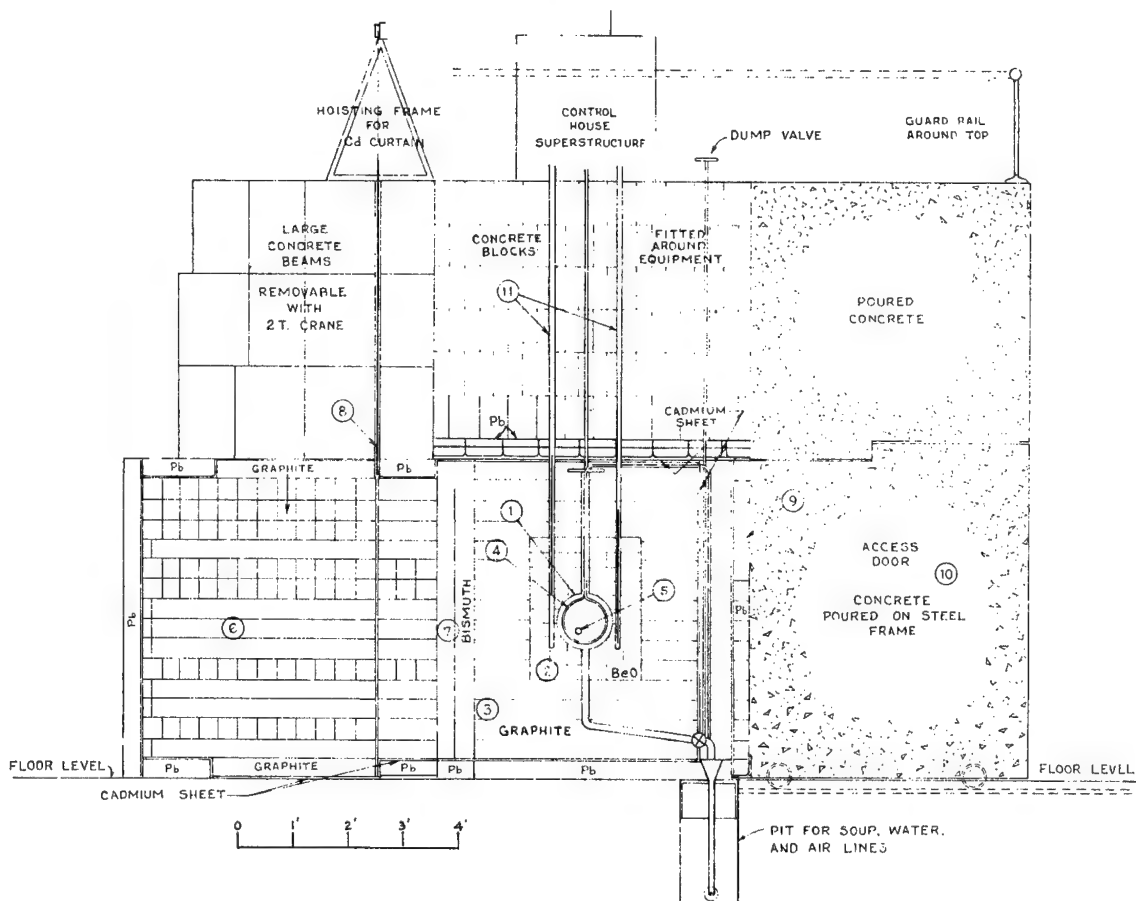 HOISTING FRAME
FOR
Cd CURTAIN
CONTROL
HOUSE
SUPERSTRUCTURE
DUMP VALVE
GUARD RAIL
AROUND TOP
LARGE
CONCRETE
BEAMS
REMOVABLE
WITH
2 T. CRANE
CONCRETE
BLOCKS
FITTED
AROUND
EQUIPMENT
POURED
CONCRETE
11
8
Pb
CADMIUM
SHEET
Pb
GRAPHITE
Pb
1
4
5
9
ACCESS
DOOR
10
CONCRETE
POURED ON STEEL
FRAME
Pb
Pb
6
7
BISMUTH
2
BeO
3
GRAPHITE
FLOOR LEVEL
Pb
GRAPHITE
Pb
Pb
Pb
FLOOR LEVEL
CADMIUM SHEET
0 1' 2' 3' 4'
PIT FOR SOUP, WATER,
AND AIR LINES